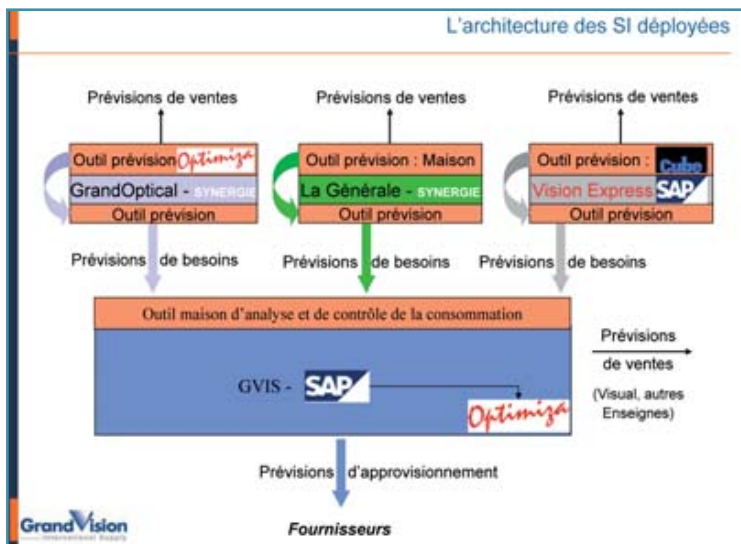 L'architecture des SI déployées
Prévisions de ventes
Prévisions de ventes
Prévisions de ventes
Outil prévision Optimiza
GrandOptical - SYNERGIE
Outil prévision
Outil prévision : Maison
La Générale - SYNERGIE
Outil prévision
Outil prévision : Cube
Vision Express SAP
Outil prévision
Prévisions de besoins
Prévisions de besoins
Prévisions de besoins
Outil maison d'analyse et de contrôle de la consommation
GVIS - SAP
Optimiza
Prévisions
de ventes
(Visual, autres
Enseignes)
Prévisions d'approvisionnement
Fournisseurs
GrandVision
International Supply